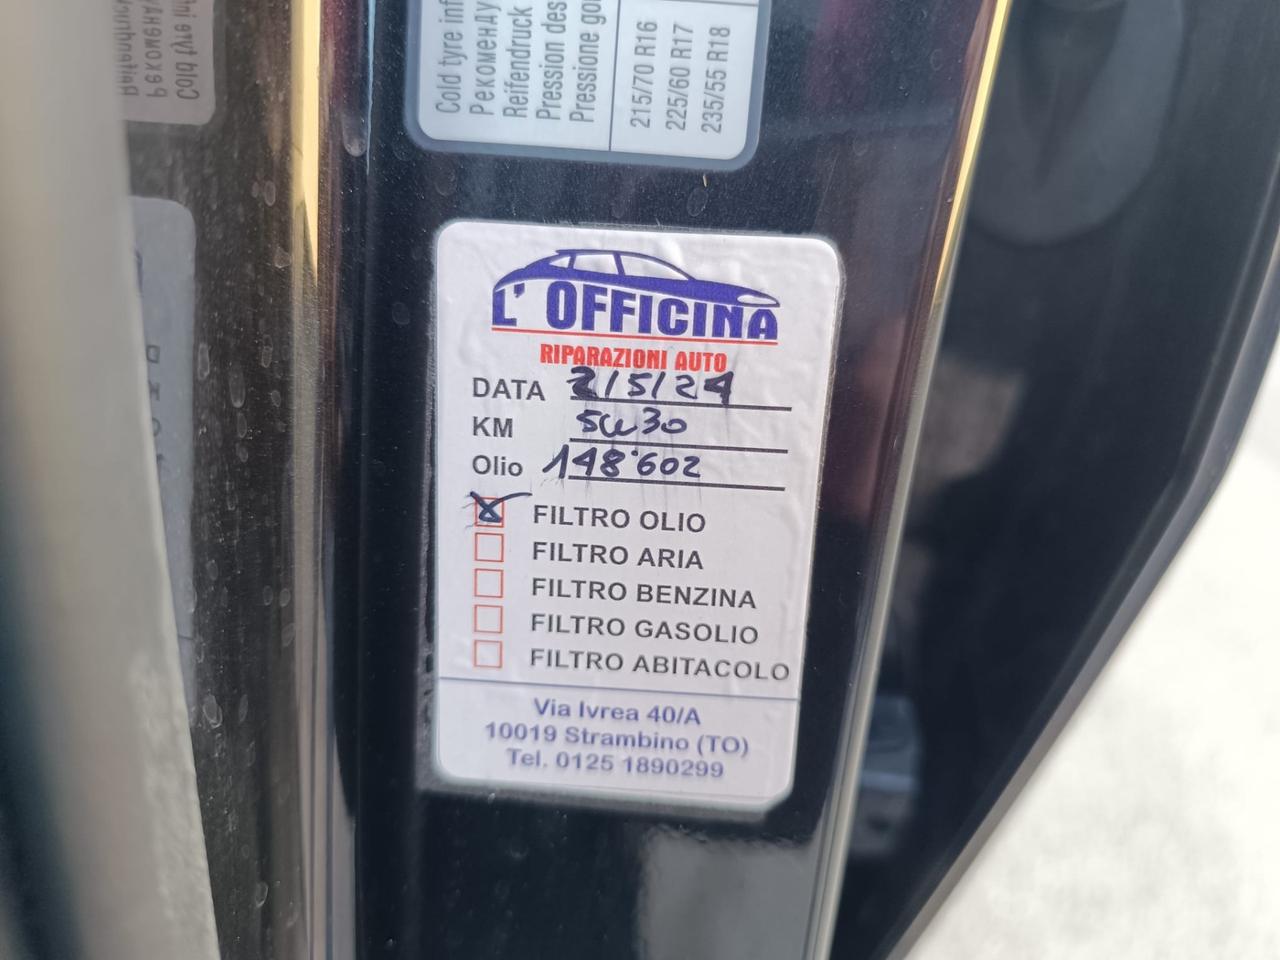 Cold tyre inf
Рекоменду
Reifendruck
Pression des
Pressione go
215/70 R16
225/60 R17
235/55 R18
L'OFFICINA
RIPARAZIONI AUTO
DATA 2/5/24
KM 5W30
Olio 148'602
FILTRO OLIO
FILTRO ARIA
FILTRO BENZINA
FILTRO GASOLIO
FILTRO ABITACOLO
Via Ivrea 40/A
10019 Strambino (TO)
Tel. 0125 1890299